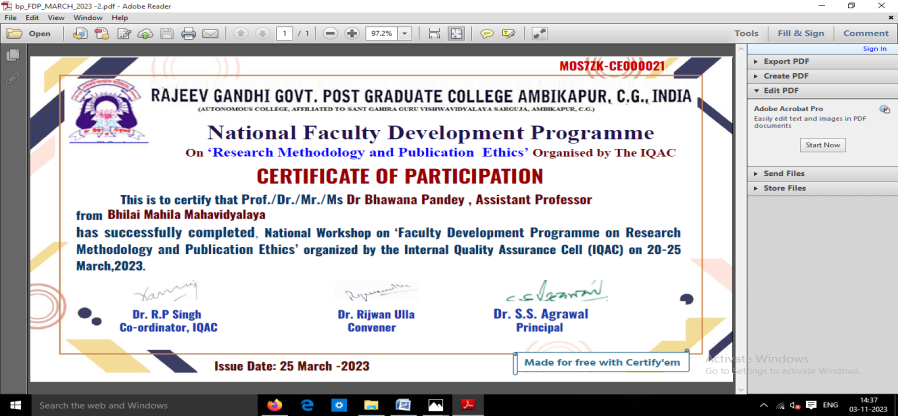 bp_FDP_MARCH_2023 -2.pdf - Adobe Reader
File Edit View Window Help
Open 1 / 1 97.2% Tools Fill & Sign Comment
Sign In
Export PDF
Create PDF
Edit PDF
Adobe Acrobat Pro
Easily edit text and images in PDF
documents
Start Now
Send Files
Store Files
MOS7ZK-CE000021
RAJEEV GANDHI GOVT. POST GRADUATE COLLEGE AMBIKAPUR, C.G., INDIA
(AUTONOMOUS COLLEGE, AFFILIATED TO SANT GAHIRA GURU VISHWAVIDYALAYA SARGUJA, AMBIKAPUR, C.G.)
National Faculty Development Programme
On ‘Research Methodology and Publication Ethics’ Organised by The IQAC
CERTIFICATE OF PARTICIPATION
This is to certify that Prof./Dr./Mr./Ms Dr Bhawana Pandey , Assistant Professor
from Bhilai Mahila Mahavidyalaya
has successfully completed, National Workshop on ‘Faculty Development Programme on Research
Methodology and Publication Ethics’ organized by the Internal Quality Assurance Cell (IQAC) on 20-25
March,2023.
Dr. R.P Singh
Co-ordinator, IQAC
Dr. Rijwan Ulla
Convener
Dr. S.S. Agrawal
Principal
Issue Date: 25 March -2023
Made for free with Certify'em
Activate Windows
Go to Settings to activate Windows.
Search the web and Windows
ENG
14:37
03-11-2023